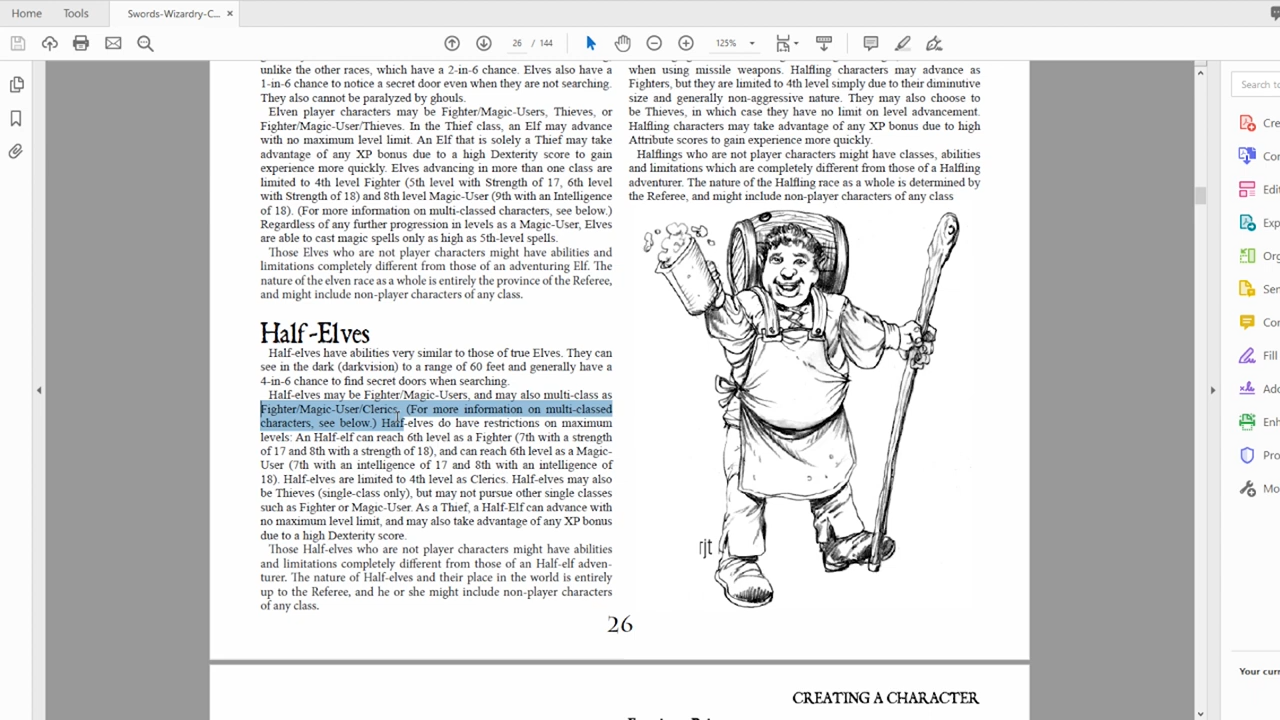 Home
Tools
Swords-Wizardry-C... ×
26 / 144
125%
unlike the other races, which have a 2-in-6 chance. Elves also have a
1-in-6 chance to notice a secret door even when they are not searching.
They also cannot be paralyzed by ghouls.
Elven player characters may be Fighter/Magic-Users, Thieves, or
Fighter/Magic-User/Thieves. In the Thief class, an Elf may advance
with no maximum level limit. An Elf that is solely a Thief may take
advantage of any XP bonus due to a high Dexterity score to gain
experience more quickly. Elves advancing in more than one class are
limited to 4th level Fighter (5th level with Strength of 17, 6th level
with Strength of 18) and 8th level Magic-User (9th with an Intelligence
of 18). (For more information on multi-classed characters, see below.)
Regardless of any further progression in levels as a Magic-User, Elves
are able to cast magic spells only as high as 5th-level spells.
Those Elves who are not player characters might have abilities and
limitations completely different from those of an adventuring Elf. The
nature of the elven race as a whole is entirely the province of the Referee,
and might include non-player characters of any class.
Half-Elves
Half-elves have abilities very similar to those of true Elves. They can
see in the dark (darkvision) to a range of 60 feet and generally have a
4-in-6 chance to find secret doors when searching.
Half-elves may be Fighter/Magic-Users, and may also multi-class as
Fighter/Magic-User/Clerics. (For more information on multi-classed
characters, see below.) Half-elves do have restrictions on maximum
levels: An Half-elf can reach 6th level as a Fighter (7th with a strength
of 17 and 8th with a strength of 18), and can reach 6th level as a Magic-
User (7th with an intelligence of 17 and 8th with an intelligence of
18). Half-elves are limited to 4th level as Clerics. Half-elves may also
be Thieves (single-class only), but may not pursue other single classes
such as Fighter or Magic-User. As a Thief, a Half-Elf can advance with
no maximum level limit, and may also take advantage of any XP bonus
due to a high Dexterity score.
Those Half-elves who are not player characters might have abilities
and limitations completely different from those of an Half-elf adven-
turer. The nature of Half-elves and their place in the world is entirely
up to the Referee, and he or she might include non-player characters
of any class.
when using missile weapons. Halfling characters may advance as
Fighters, but they are limited to 4th level simply due to their diminutive
size and generally non-aggressive nature. They may also choose to
be Thieves, in which case they have no limit on level advancement.
Halfling characters may take advantage of any XP bonus due to high
Attribute scores to gain experience more quickly.
Halflings who are not player characters might have classes, abilities
and limitations which are completely different from those of a Halfling
adventurer. The nature of the Halfling race as a whole is determined by
the Referee, and might include non-player characters of any class
rjt
26
CREATING A CHARACTER
Search to
Cre
Con
Edit
Exp
Org
Sen
Con
Fill
Add
Enh
Pro
Mo
Your curr